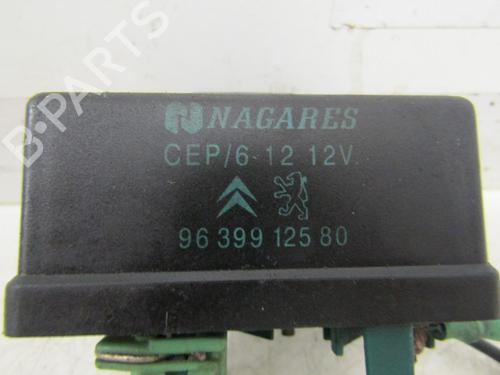 B-PARTS
NAGARES
CEP/6-12 12V.
96 399 125 80